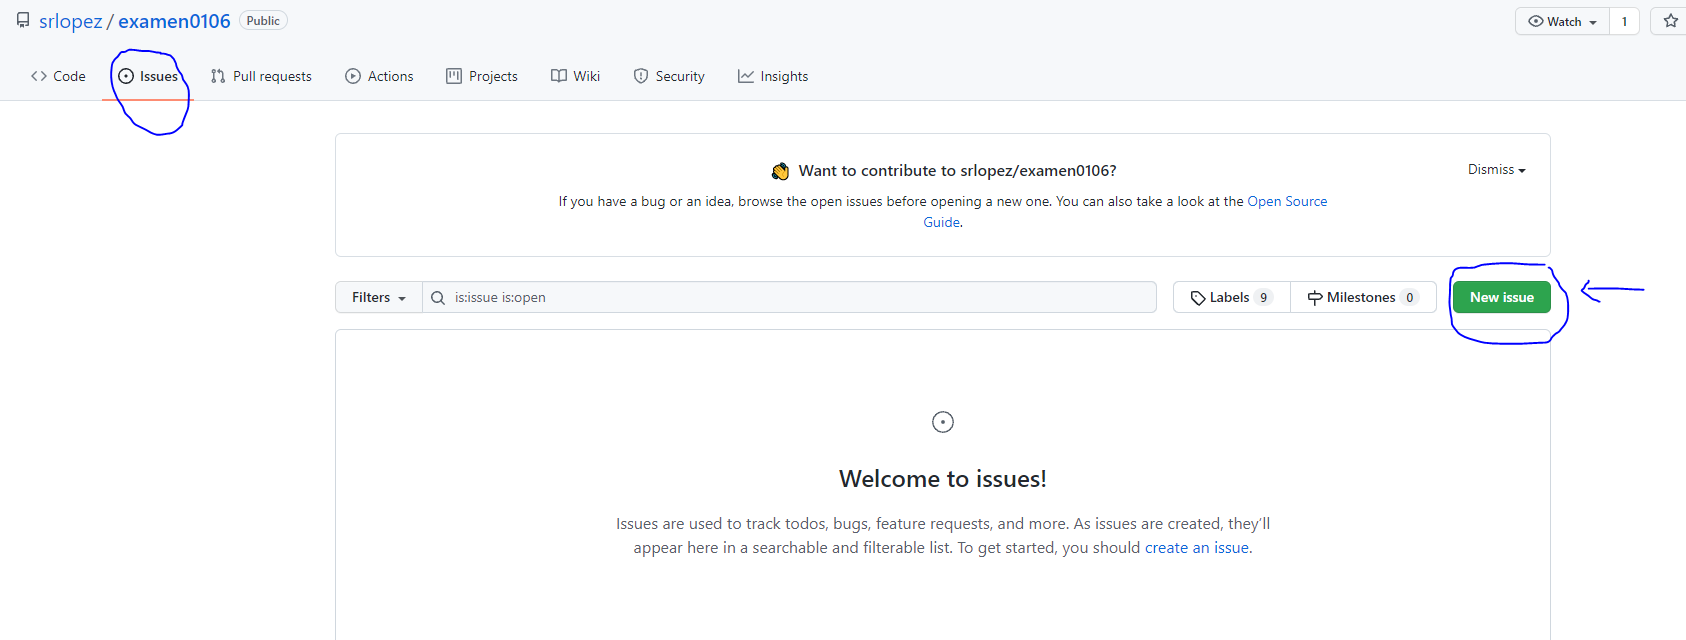 srlopez / examen0106 Public
Watch 1
Code Issues Pull requests Actions Projects Wiki Security Insights
Want to contribute to srlopez/examen0106?
Dismiss
If you have a bug or an idea, browse the open issues before opening a new one. You can also take a look at the Open Source
Guide.
Filters is:issue is:open Labels 9 Milestones 0 New issue
Welcome to issues!
Issues are used to track todos, bugs, feature requests, and more. As issues are created, they'll
appear here in a searchable and filterable list. To get started, you should create an issue.